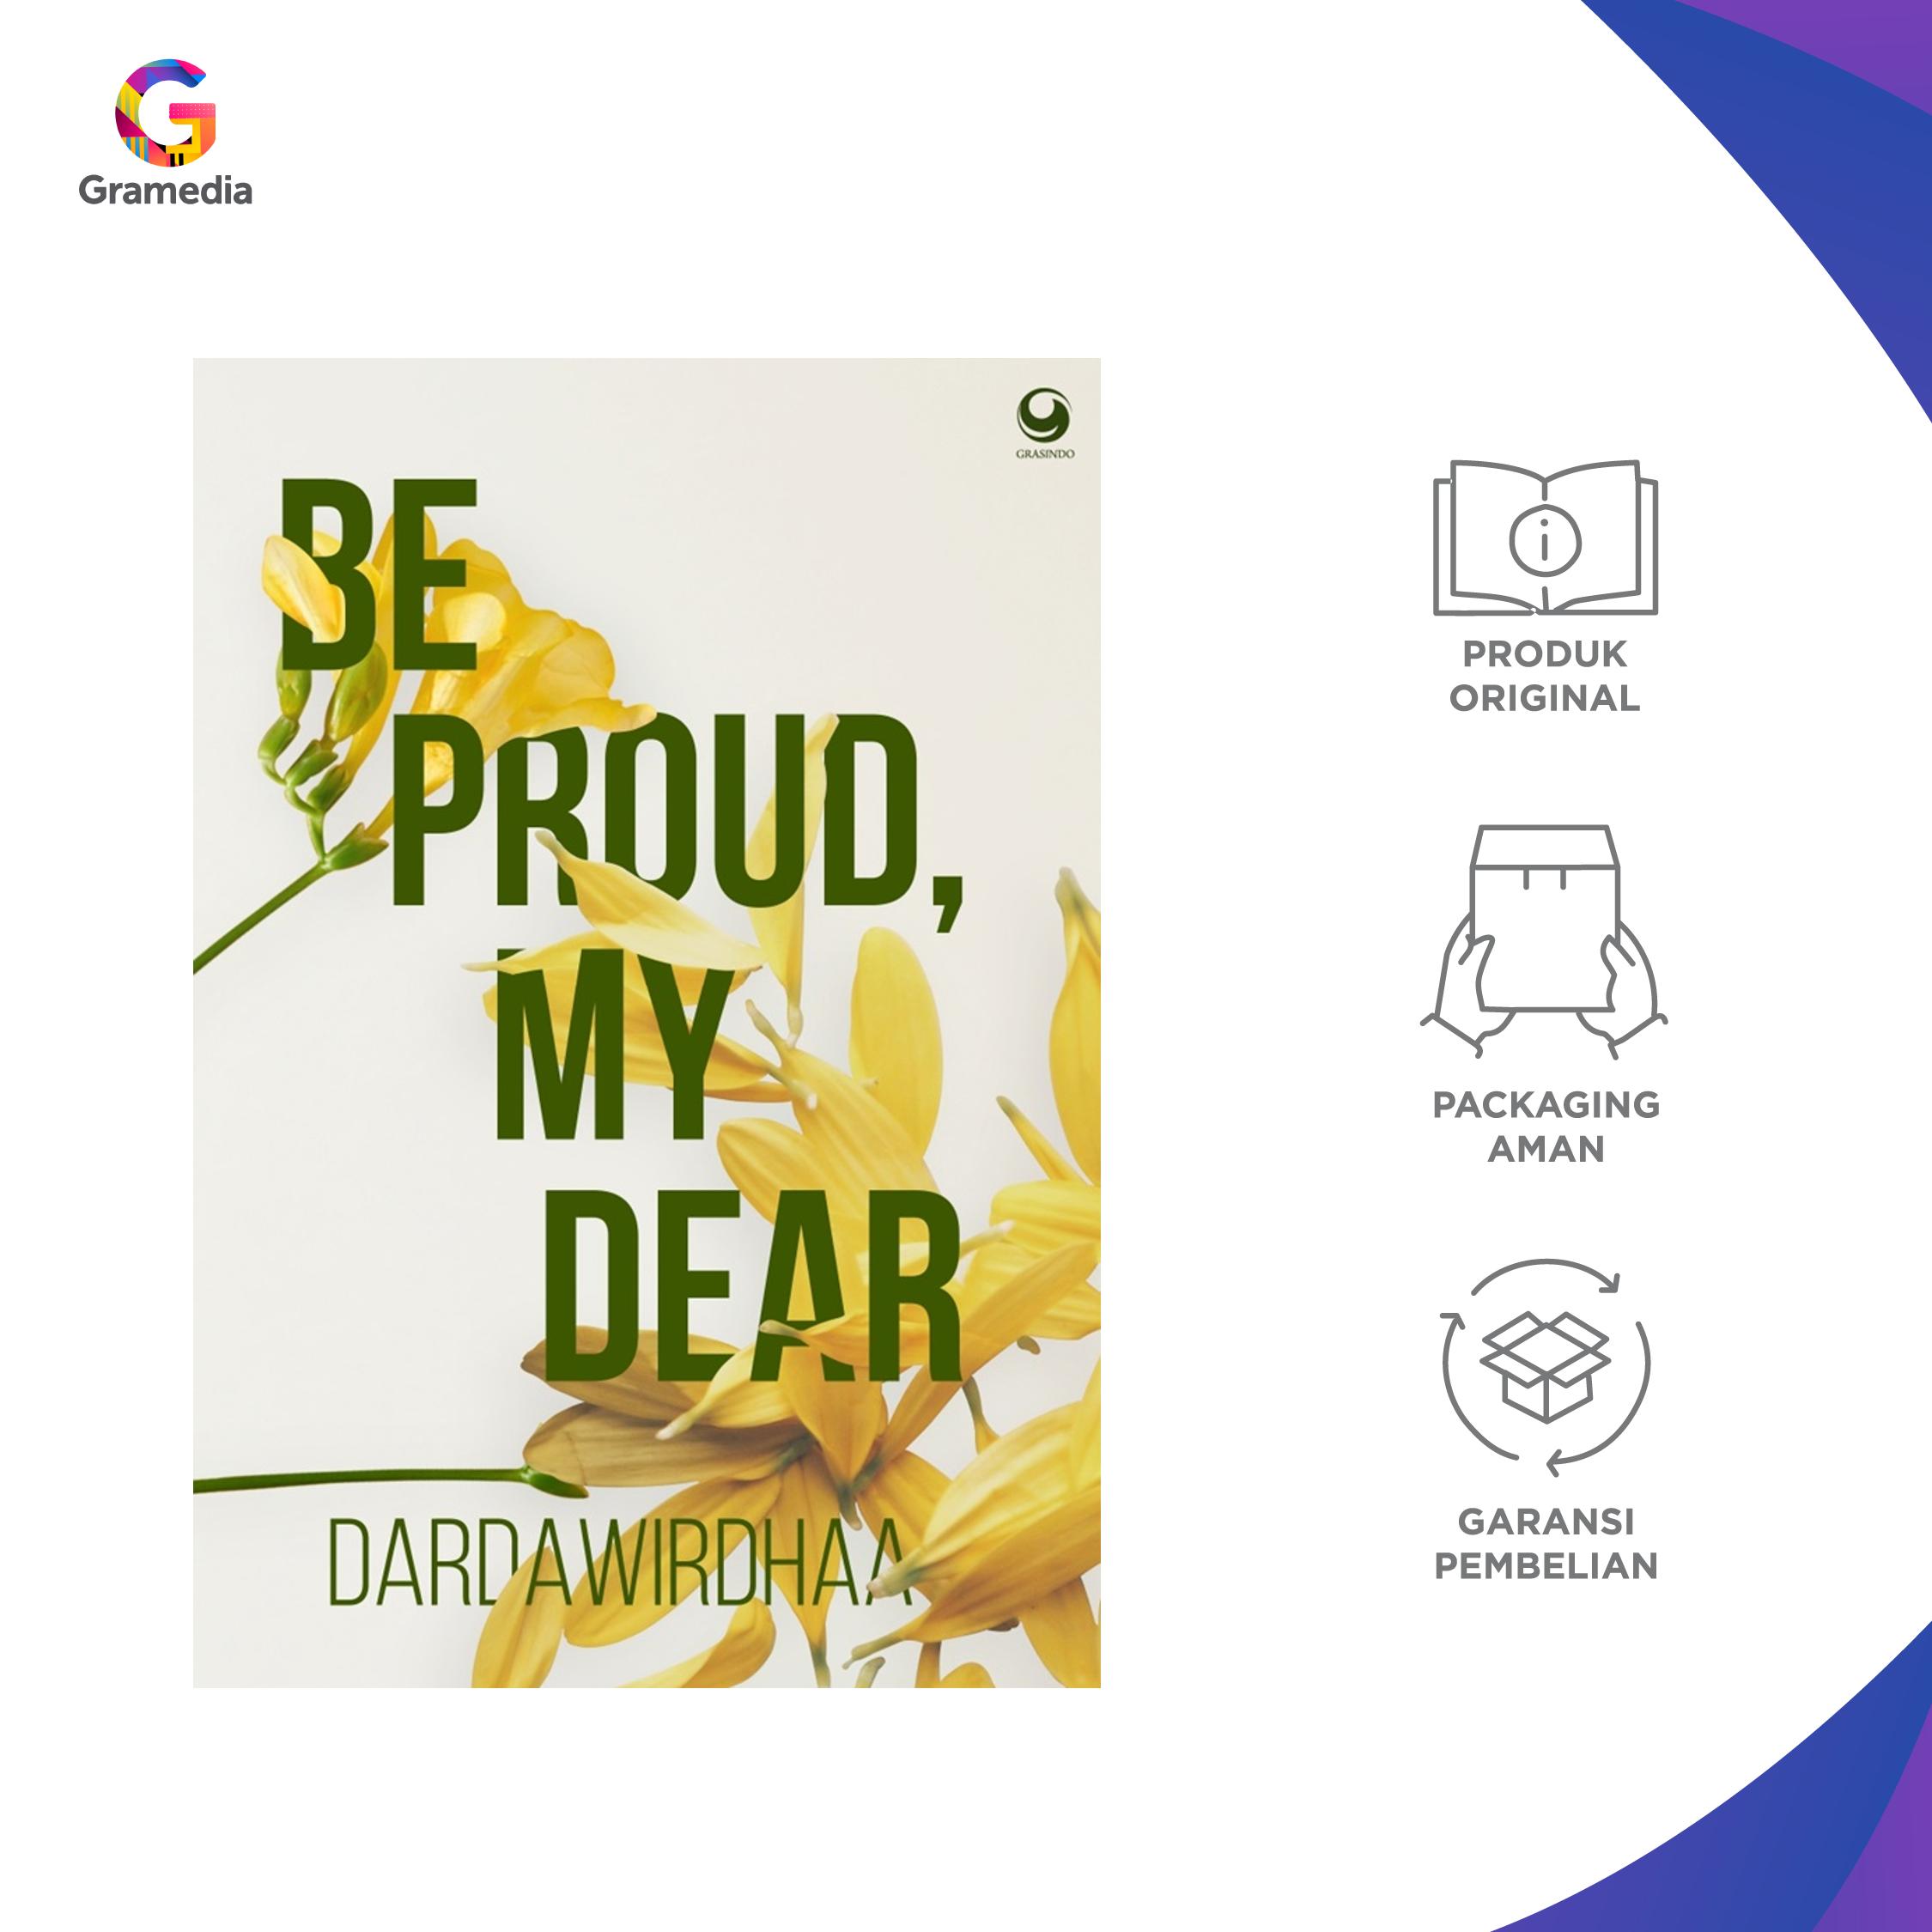 Gramedia
GRASINDO
BE
PROUD,
MY
DEAR
DARDAWIRDHAA
PRODUK
ORIGINAL
PACKAGING
AMAN
GARANSI
PEMBELIAN